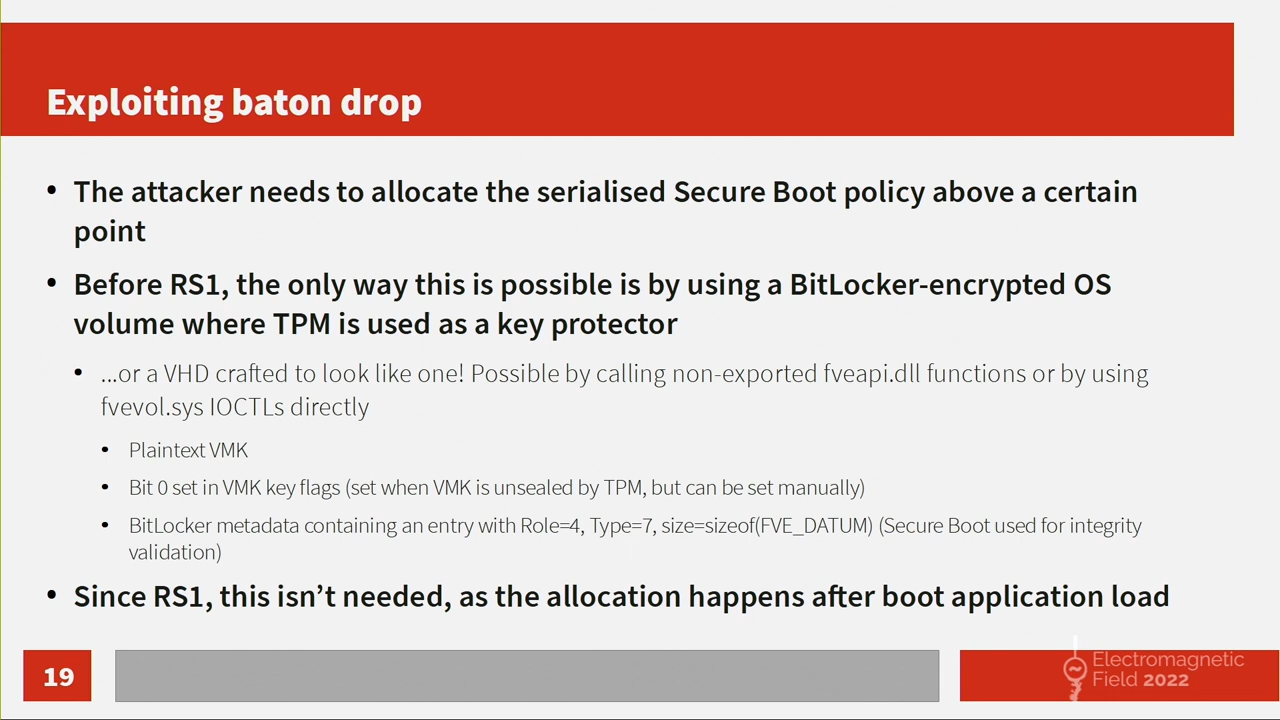 Exploiting baton drop
• The attacker needs to allocate the serialised Secure Boot policy above a certain
point
• Before RS1, the only way this is possible is by using a BitLocker-encrypted OS
volume where TPM is used as a key protector
• ...or a VHD crafted to look like one! Possible by calling non-exported fveapi.dll functions or by using
fvevol.sys IOCTLs directly
• Plaintext VMK
• Bit 0 set in VMK key flags (set when VMK is unsealed by TPM, but can be set manually)
• BitLocker metadata containing an entry with Role=4, Type=7, size=sizeof(FVE_DATUM) (Secure Boot used for integrity
validation)
• Since RS1, this isn’t needed, as the allocation happens after boot application load
19
Electromagnetic
Field 2022